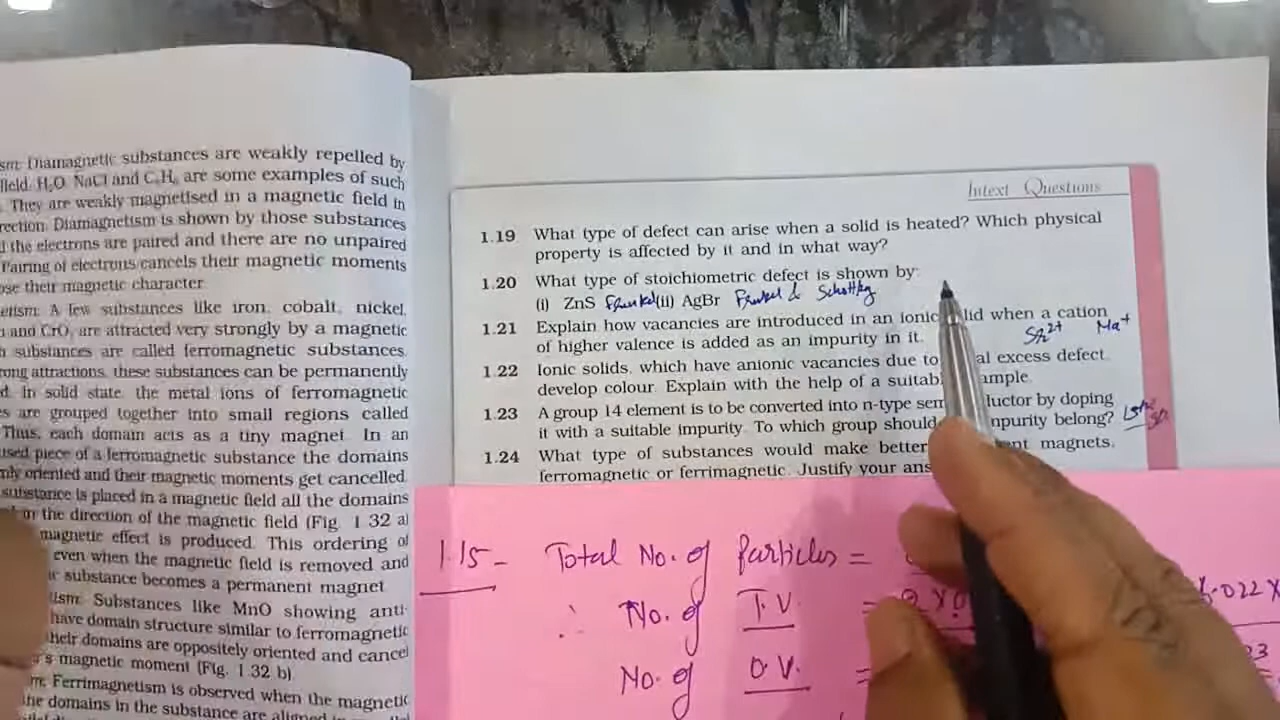 Diamagnetic substances are weakly repelled by
field. H₂O, NaCl and C₆H₆ are some examples of such
They are weakly magnetised in a magnetic field in
Diamagnetism is shown by those substances
the electrons are paired and there are no unpaired
Pairing of electrons cancels their magnetic moments
their magnetic character.
A few substances like iron, cobalt, nickel,
and CrO₂ are attracted very strongly by a magnetic
substances are called ferromagnetic substances.
attractions, these substances can be permanently
In solid state, the metal ions of ferromagnetic
are grouped together into small regions called
Thus, each domain acts as a tiny magnet. In an
piece of a ferromagnetic substance the domains
and their magnetic moments get cancelled.
substance is placed in a magnetic field all the domains
in the direction of the magnetic field (Fig. 1.32 a)
magnetic effect is produced. This ordering of
even when the magnetic field is removed and
substance becomes a permanent magnet.
Substances like MnO showing anti-
have domain structure similar to ferromagnetic
their domains are oppositely oriented and cancel
magnetic moment (Fig. 1.32 b).
Ferrimagnetism is observed when the magnetic
the domains in the substance are aligned in
Intext Questions
1.19 What type of defect can arise when a solid is heated? Which physical
property is affected by it and in what way?
1.20 What type of stoichiometric defect is shown by:
(i) ZnS Frenkel (ii) AgBr Frenkel & Schottky
1.21 Explain how vacancies are introduced in an ionic lid when a cation
of higher valence is added as an impurity in it. Sr2+ Na+
1.22 Ionic solids, which have anionic vacancies due to al excess defect,
develop colour. Explain with the help of a suitabl ample.
1.23 A group 14 element is to be converted into n-type sem luctor by doping
it with a suitable impurity. To which group should npurity belong?
1.24 What type of substances would make better nt magnets,
ferromagnetic or ferrimagnetic. Justify your ans
1.15 - Total No. of Particles =
∴ No. of T.V. = 6.022 X
No. of O.V. =